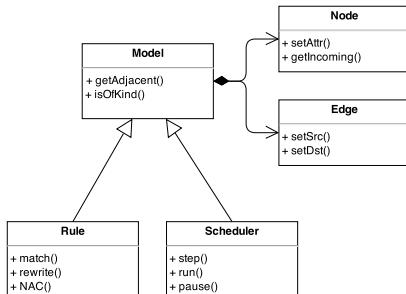 Node
+ setAttr()
+ getIncoming()
Model
+ getAdjacent()
+ isOfKind()
Edge
+ setSrc()
+ setDst()
Rule
+ match()
+ rewrite()
+ NAC()
Scheduler
+ step()
+ run()
+ pause()